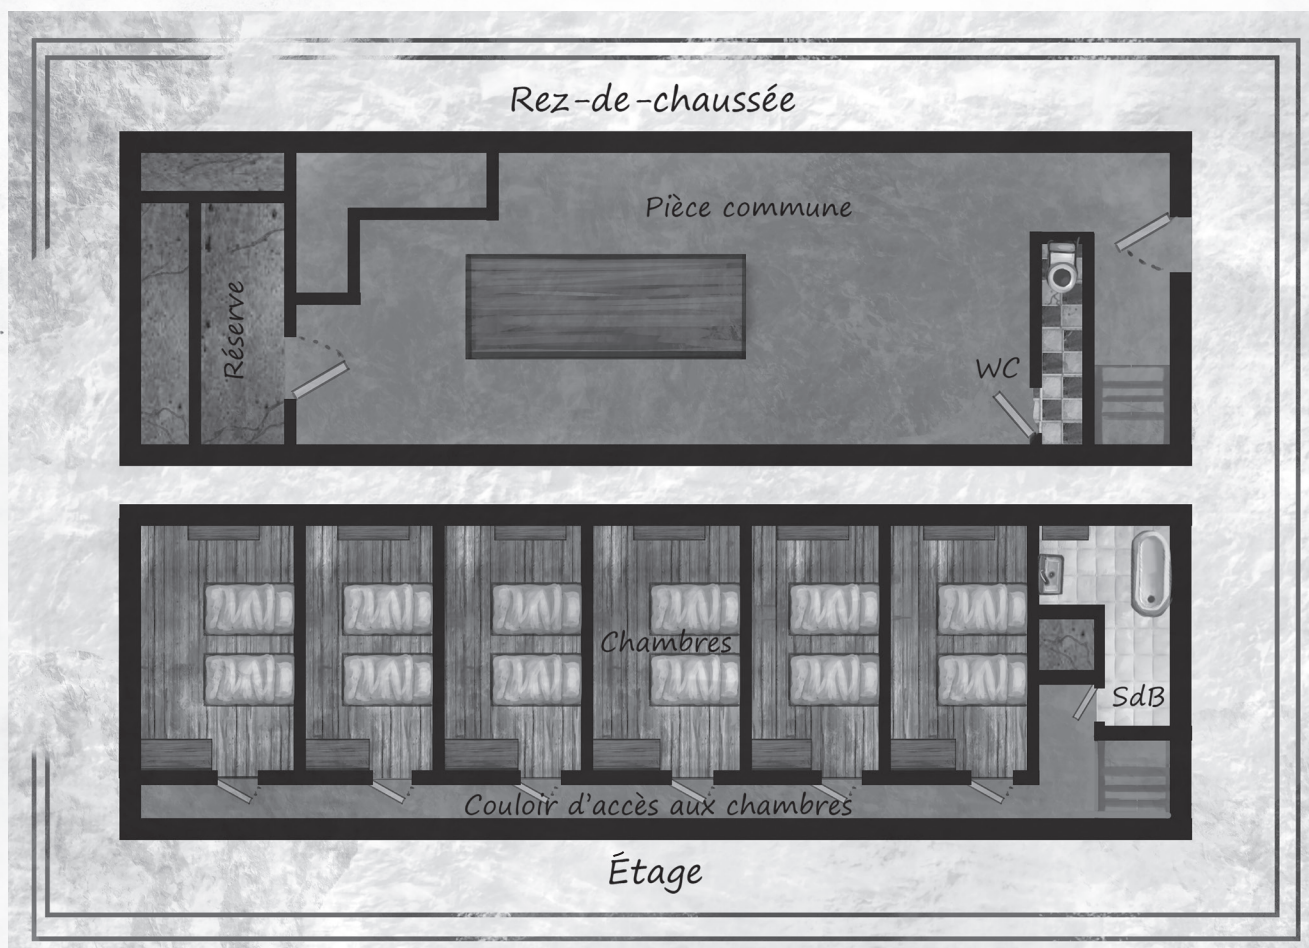 Rez-de-chaussée
Pièce commune
Réserve
WC
Chambres
SdB
Couloir d'accès aux chambres
Étage